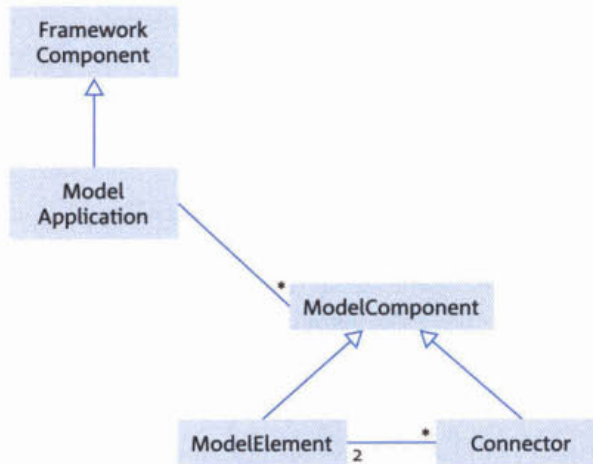 Framework
Component
Model
Application
*
ModelComponent
ModelElement
2
*
Connector